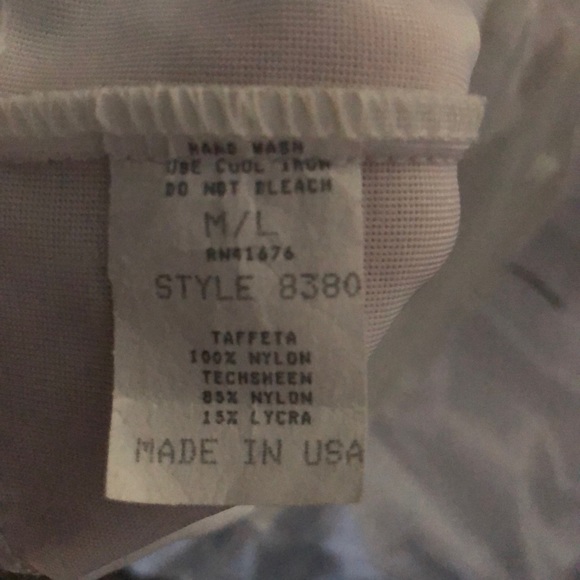 HAND WASH
USE COOL IRON
DO NOT BLEACH
M/L
RN41676
STYLE 8380
TAFFETA
100% NYLON
TECHSHEEN
85% NYLON
15% LYCRA
MADE IN USA